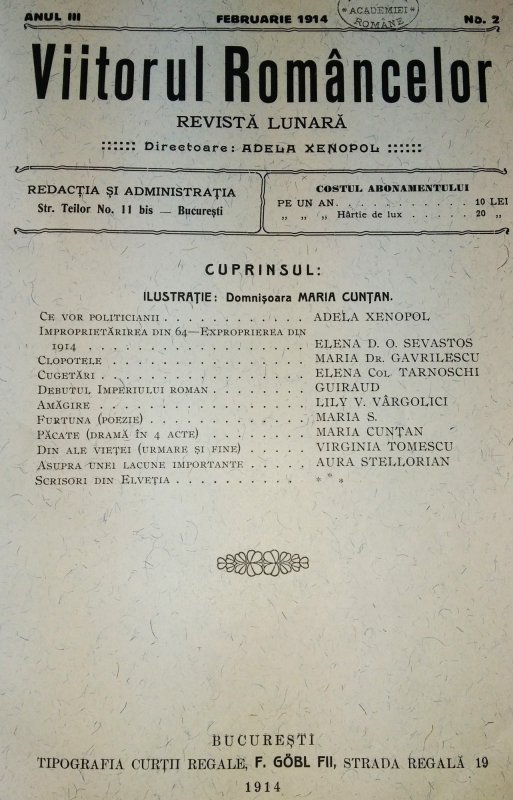 ANUL III FEBRUARIE 1914 No. 2
* ACADEMIEI *
ROMÂNE
Viitorul Româncelor
REVISTĂ LUNARĂ
:::::: Directoare: ADELA XENOPOL ::::::
REDACȚIA ȘI ADMINISTRAȚIA
Str. Teilor No. 11 bis — București
COSTUL ABONAMENTULUI
PE UN AN. . . . . . . . . . . . 10 LEI
„ „ „ Hârtie de lux . . . . . 20 „
CUPRINSUL:
ILUSTRAȚIE: Domnișoara MARIA CUNȚAN.
CE VOR POLITICIANII . . . . . . . . . . . ADELA XENOPOL
IMPROPRIETĂRIREA DIN 64—EXPROPRIEREA DIN
1914 . . . . . . . . . . . . . . . . ELENA D. O. SEVASTOS
CLOPOTELE . . . . . . . . . . . . . . . MARIA DR. GAVRILESCU
CUGETĂRI . . . . . . . . . . . . . . . ELENA COL TARNOSCHI
DEBUTUL IMPERIULUI ROMAN . . . . . . . . GUIRAUD
AMĂGIRE . . . . . . . . . . . . . . . LILY V. VÂRGOLICI
FURTUNA (POEZIE) . . . . . . . . . . . . MARIA S.
PĂCATE (DRAMĂ ÎN 4 ACTE) . . . . . . . . MARIA CUNȚAN
DIN ALE VIEȚEI (URMARE ȘI FINE) . . . . . VIRGINIA TOMESCU
ASUPRA UNEI LACUNE IMPORTANTE . . . . . AURA STELLORIAN
SCRISORI DIN ELVEȚIA . . . . . . . . . . * * *
BUCUREȘTI
TIPOGRAFIA CURȚII REGALE, F. GÖBL FII, STRADA REGALĂ 19
1914